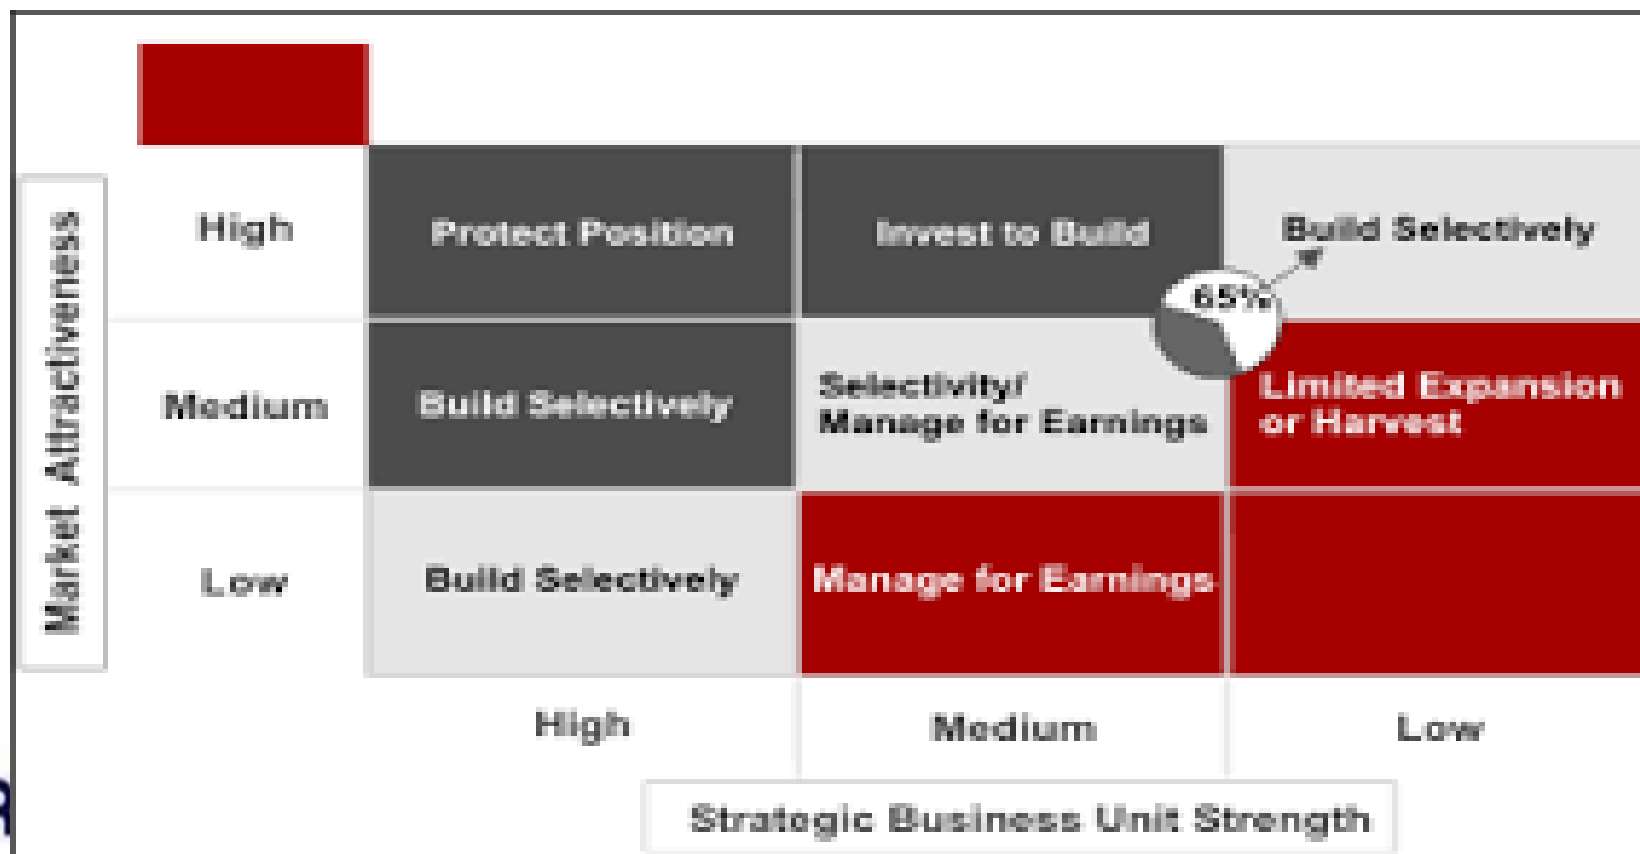 High
Protect Position
Invest to Build
Build Selectively
65%
Market Attractiveness
Medium
Build Selectively
Selectivity/
Manage for Earnings
Limited Expansion
or Harvest
Low
Build Selectively
Manage for Earnings
High
Medium
Low
Strategic Business Unit Strength